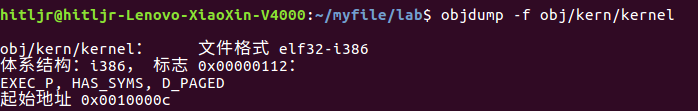 hitljr@hitljr-Lenovo-XiaoXin-V4000:~/myfile/lab$ objdump -f obj/kern/kernel
obj/kern/kernel：     文件格式 elf32-i386
体系结构：i386， 标志 0x00000112：
EXEC_P, HAS_SYMS, D_PAGED
起始地址 0x0010000c